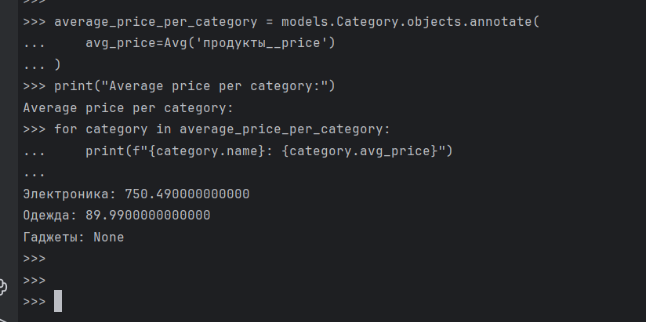 >>>
>>> average_price_per_category = models.Category.objects.annotate(
...     avg_price=Avg('продукты__price')
... )
>>> print("Average price per category:")
Average price per category:
>>> for category in average_price_per_category:
...     print(f"{category.name}: {category.avg_price}")
...
Электроника: 750.490000000000
Одежда: 89.9900000000000
Гаджеты: None
>>>
>>>
>>>